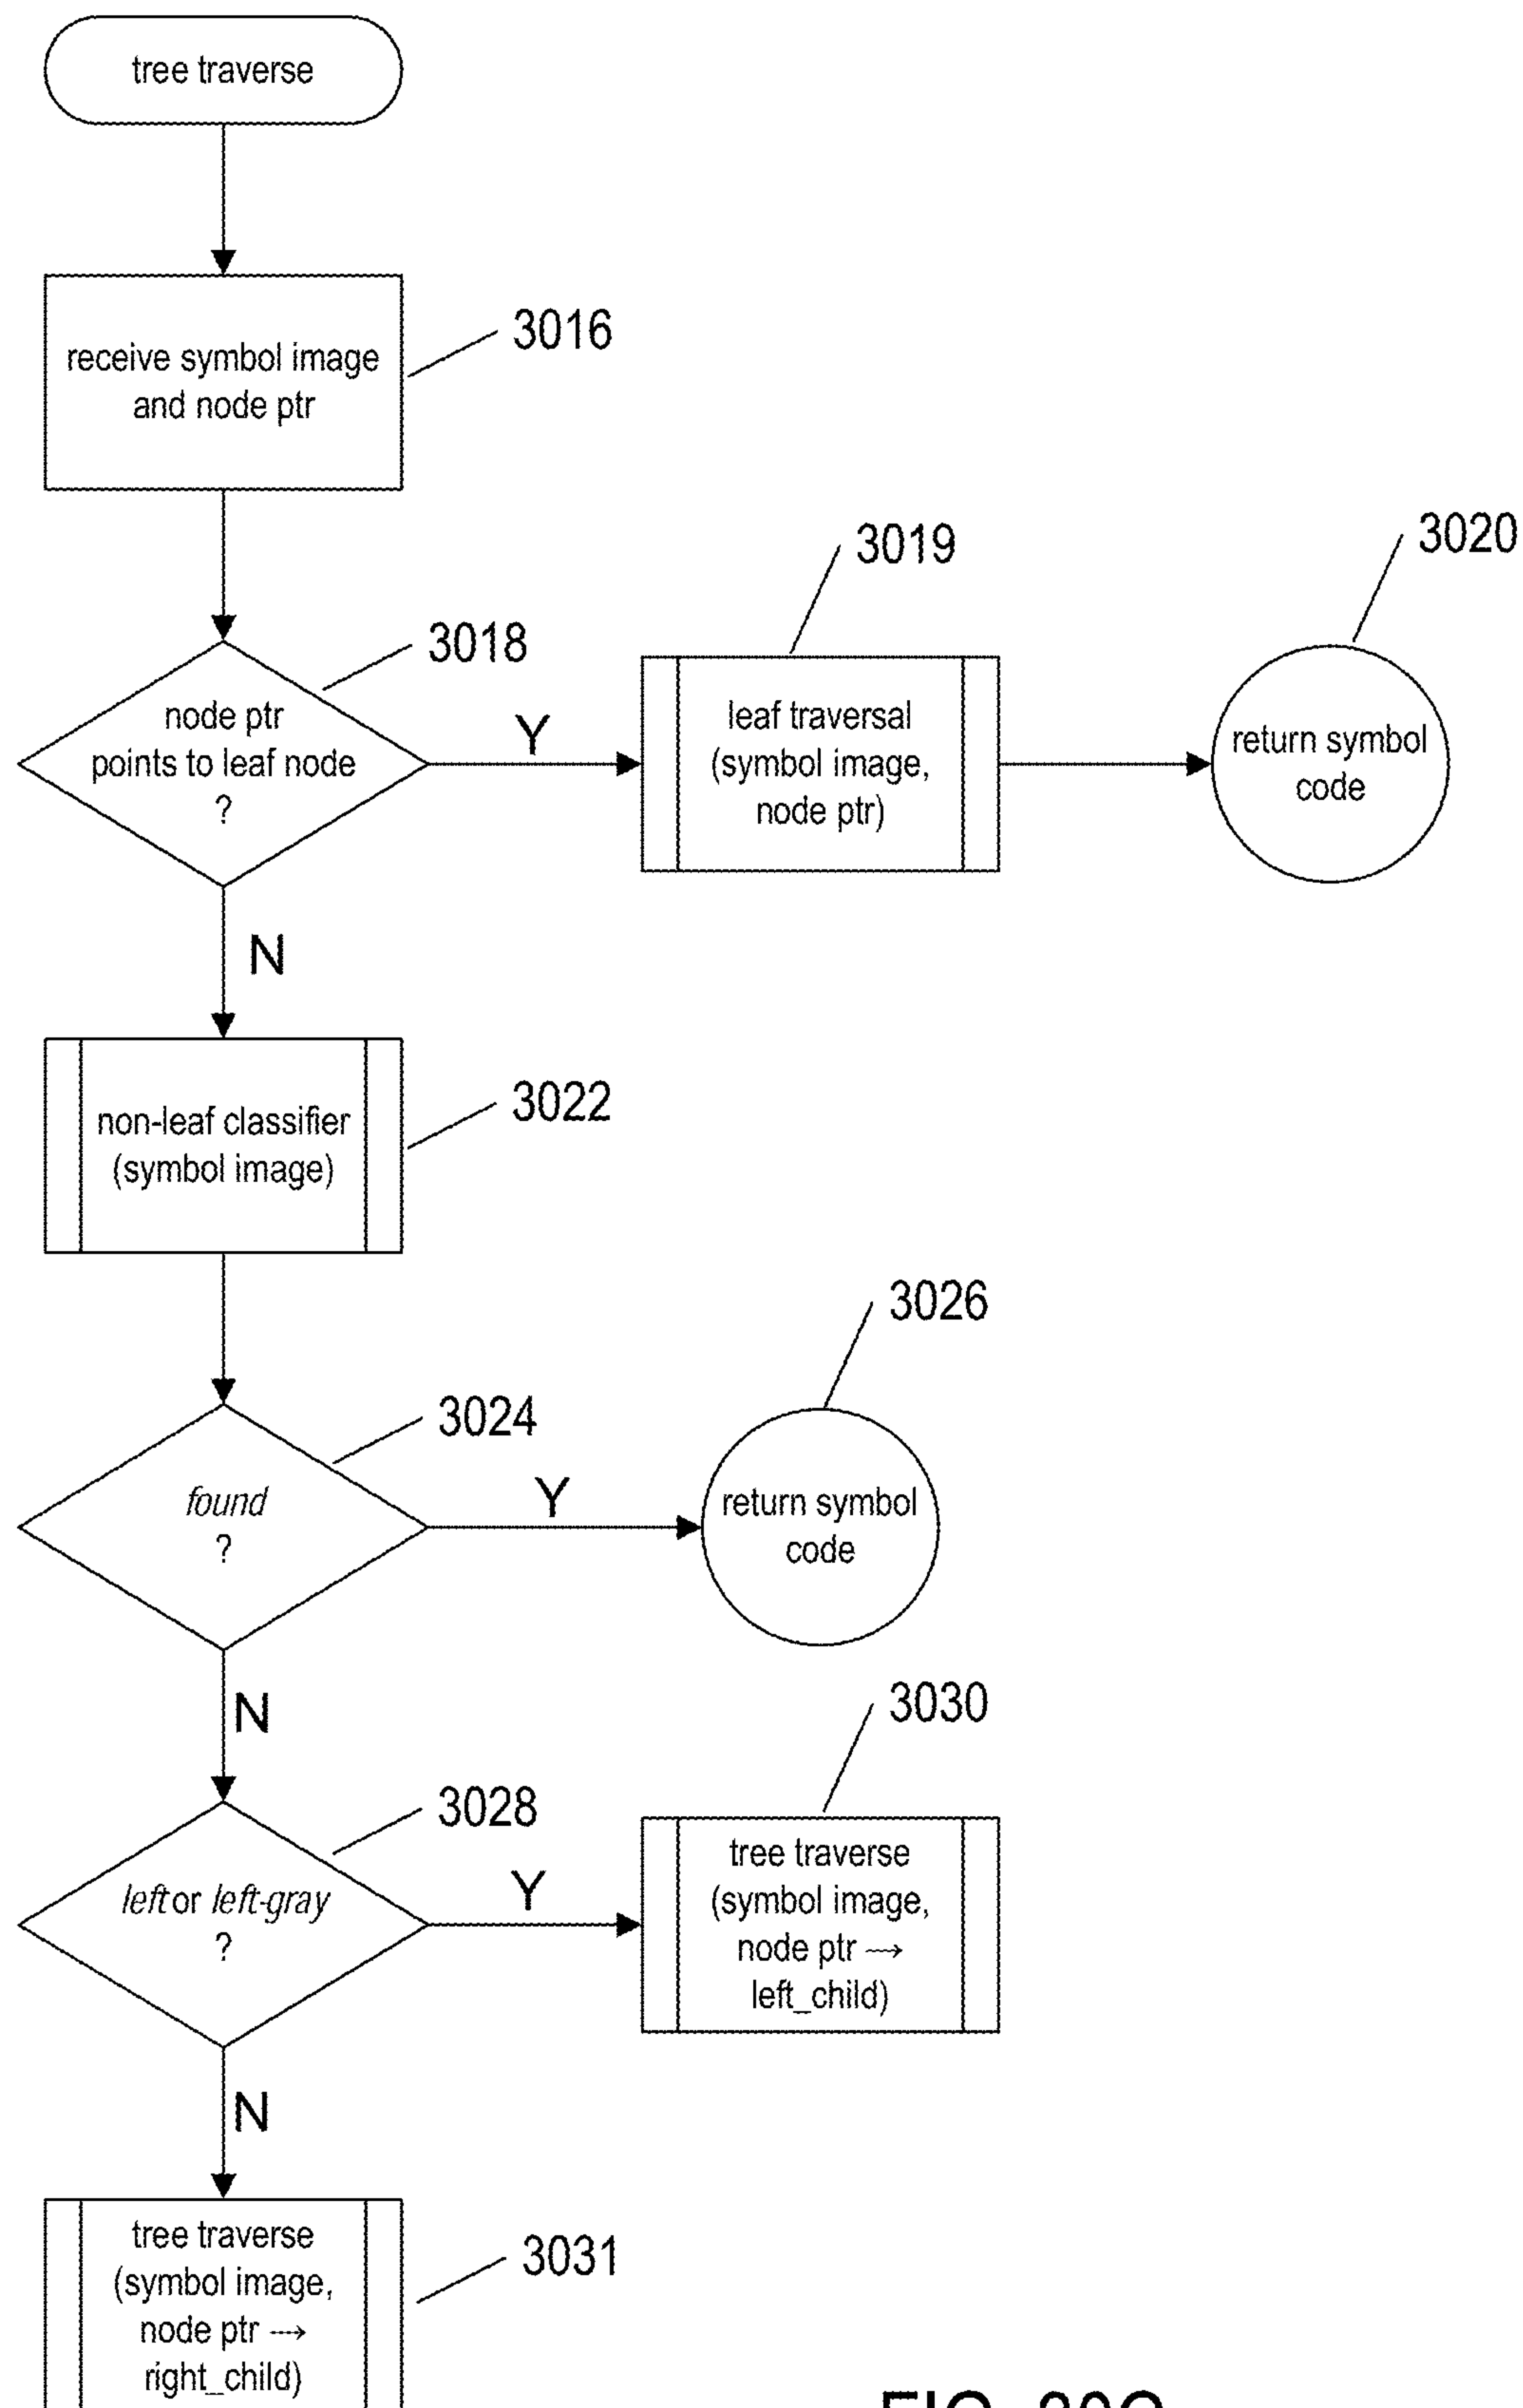 tree traverse
receive symbol image
and node ptr
3016
node ptr
points to leaf node
?
3018
Y
leaf traversal
(symbol image,
node ptr)
3019
return symbol
code
3020
N
non-leaf classifier
(symbol image)
3022
found
?
3024
Y
return symbol
code
3026
N
left or left-gray
?
3028
Y
tree traverse
(symbol image,
node ptr →
left_child)
3030
N
tree traverse
(symbol image,
node ptr →
right_child)
3031